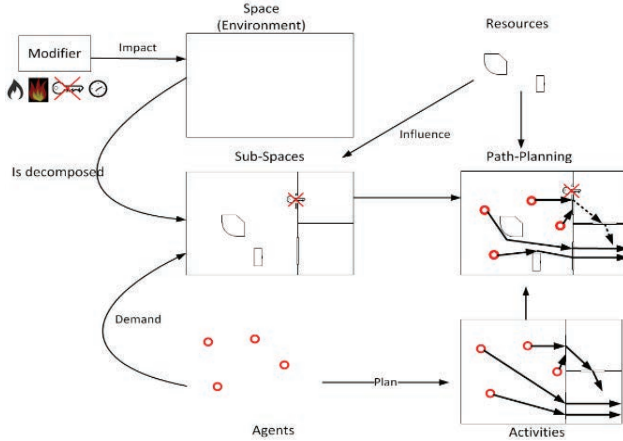 Space
(Environment)
Resources
Modifier
Impact
Influence
Is decomposed
Sub-Spaces
Path-Planning
Demand
Plan
Agents
Activities